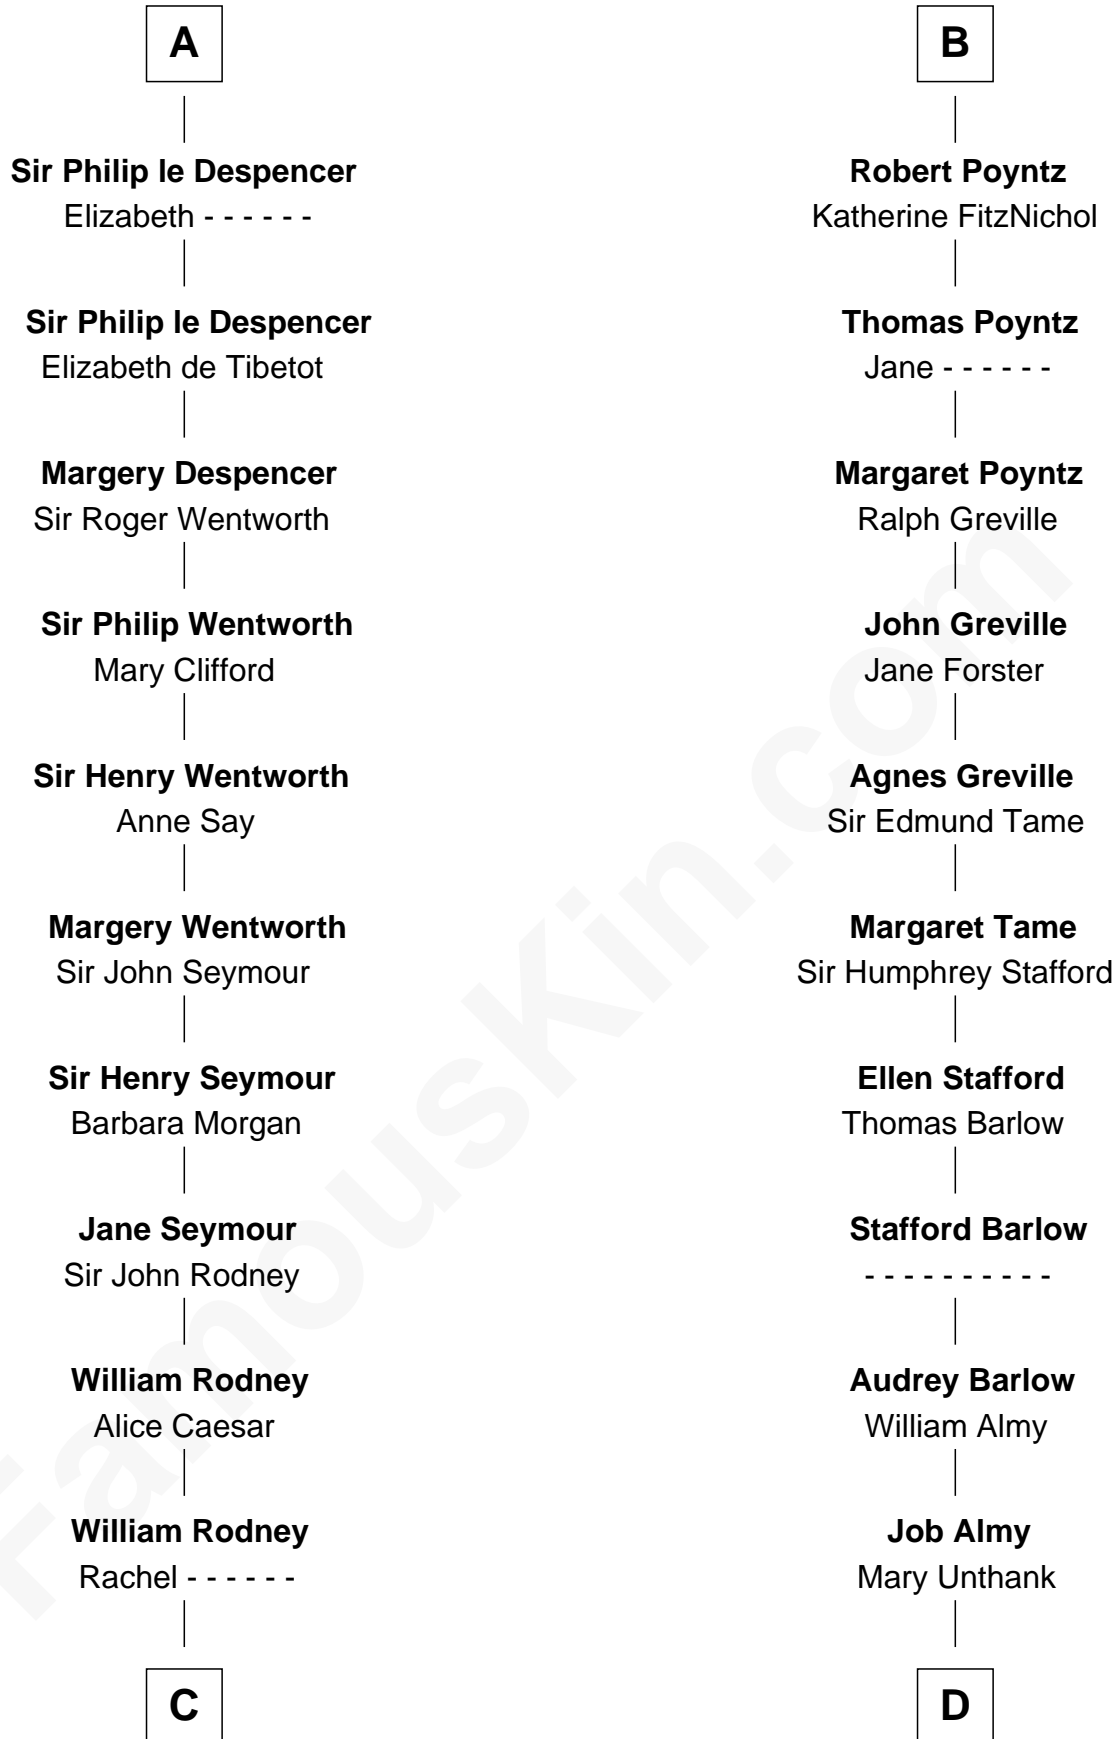 A
Sir Philip le Despencer
Elizabeth - - - - - -
Sir Philip le Despencer
Elizabeth de Tibetot
Margery Despencer
Sir Roger Wentworth
Sir Philip Wentworth
Mary Clifford
Sir Henry Wentworth
Anne Say
Margery Wentworth
Sir John Seymour
Sir Henry Seymour
Barbara Morgan
Jane Seymour
Sir John Rodney
William Rodney
Alice Caesar
William Rodney
Rachel - - - - - -
C
B
Robert Poyntz
Katherine FitzNichol
Thomas Poyntz
Jane - - - - - -
Margaret Poyntz
Ralph Greville
John Greville
Jane Forster
Agnes Greville
Sir Edmund Tame
Margaret Tame
Sir Humphrey Stafford
Ellen Stafford
Thomas Barlow
Stafford Barlow
- - - - - - - - - -
Audrey Barlow
William Almy
Job Almy
Mary Unthank
D
FamousKin.com